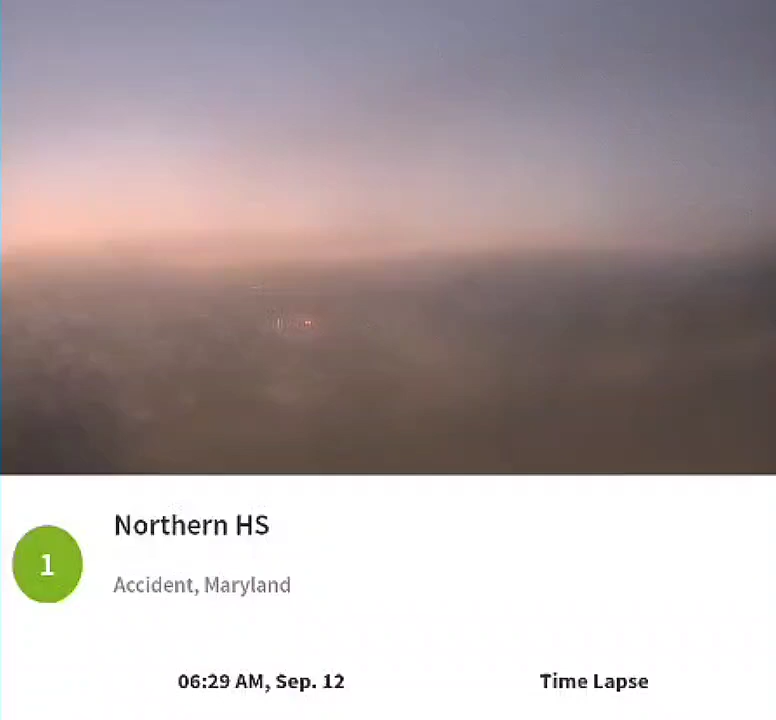 Northern HS
1
Accident, Maryland
06:29 AM, Sep. 12
Time Lapse